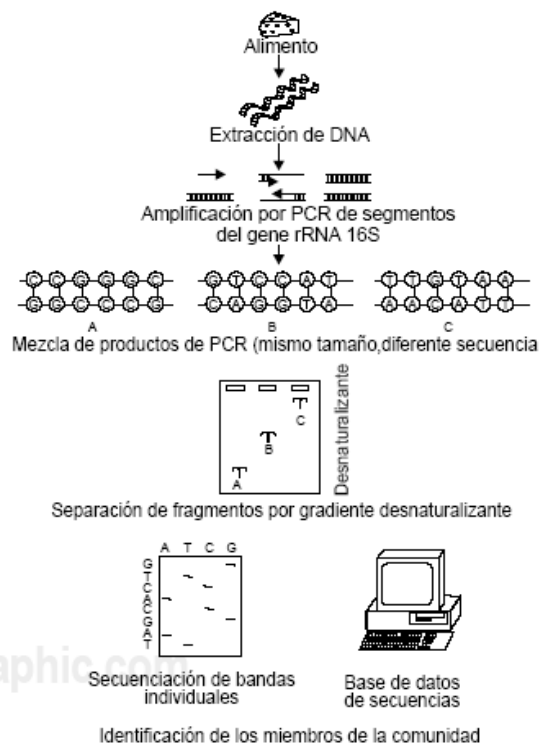 Alimento
Extracción de DNA
Amplificación por PCR de segmentos
del gene rRNA 16S
C C G G G C
G G C C C G
G T C C A T
C A G G T A
T T G T A A
A A C A T T
A B C
Mezcla de productos de PCR (mismo tamaño,diferente secuencia
Desnaturalizante
C
B
A
Separación de fragmentos por gradiente desnaturalizante
A T C G
G
T
C
A
C
G
A
T
aphic.com
Secuenciación de bandas
individuales
Base de datos
de secuencias
Identificación de los miembros de la comunidad